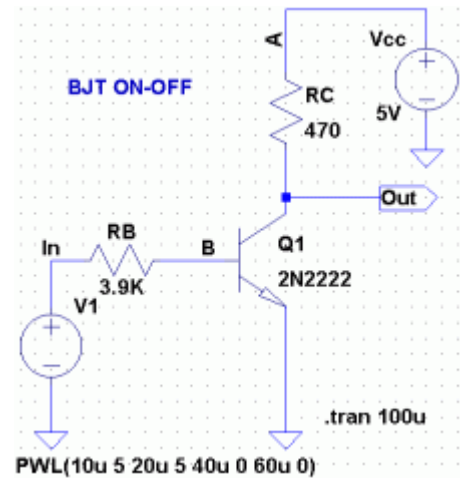 A
Vcc
BJT ON-OFF
RC
470
5V
Out
RB
In
B
Q1
3.9K
2N2222
V1
.tran 100u
PWL(10u 5 20u 5 40u 0 60u 0)